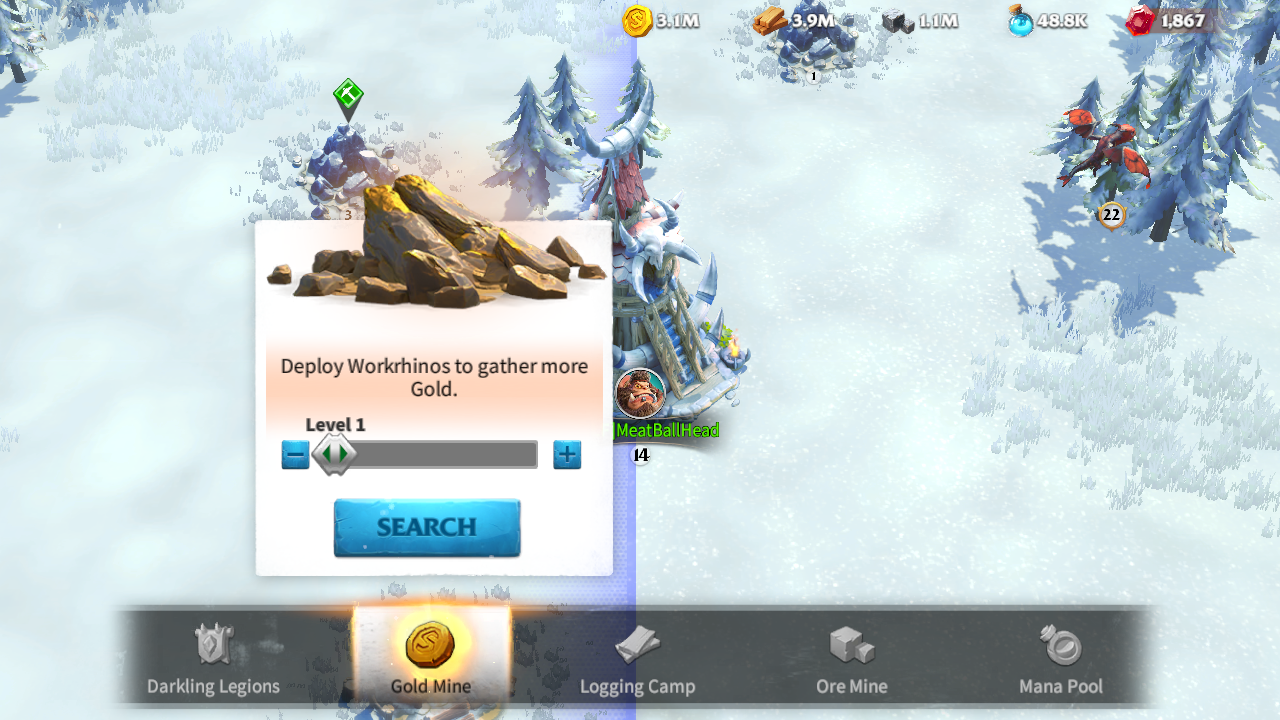 3.1M
3.9M
1.1M
48.8K
1,867
1
22
3
Deploy Workrhinos to gather more
Gold.
Level 1
SEARCH
MeatBallHead
14
Darkling Legions
Gold Mine
Logging Camp
Ore Mine
Mana Pool